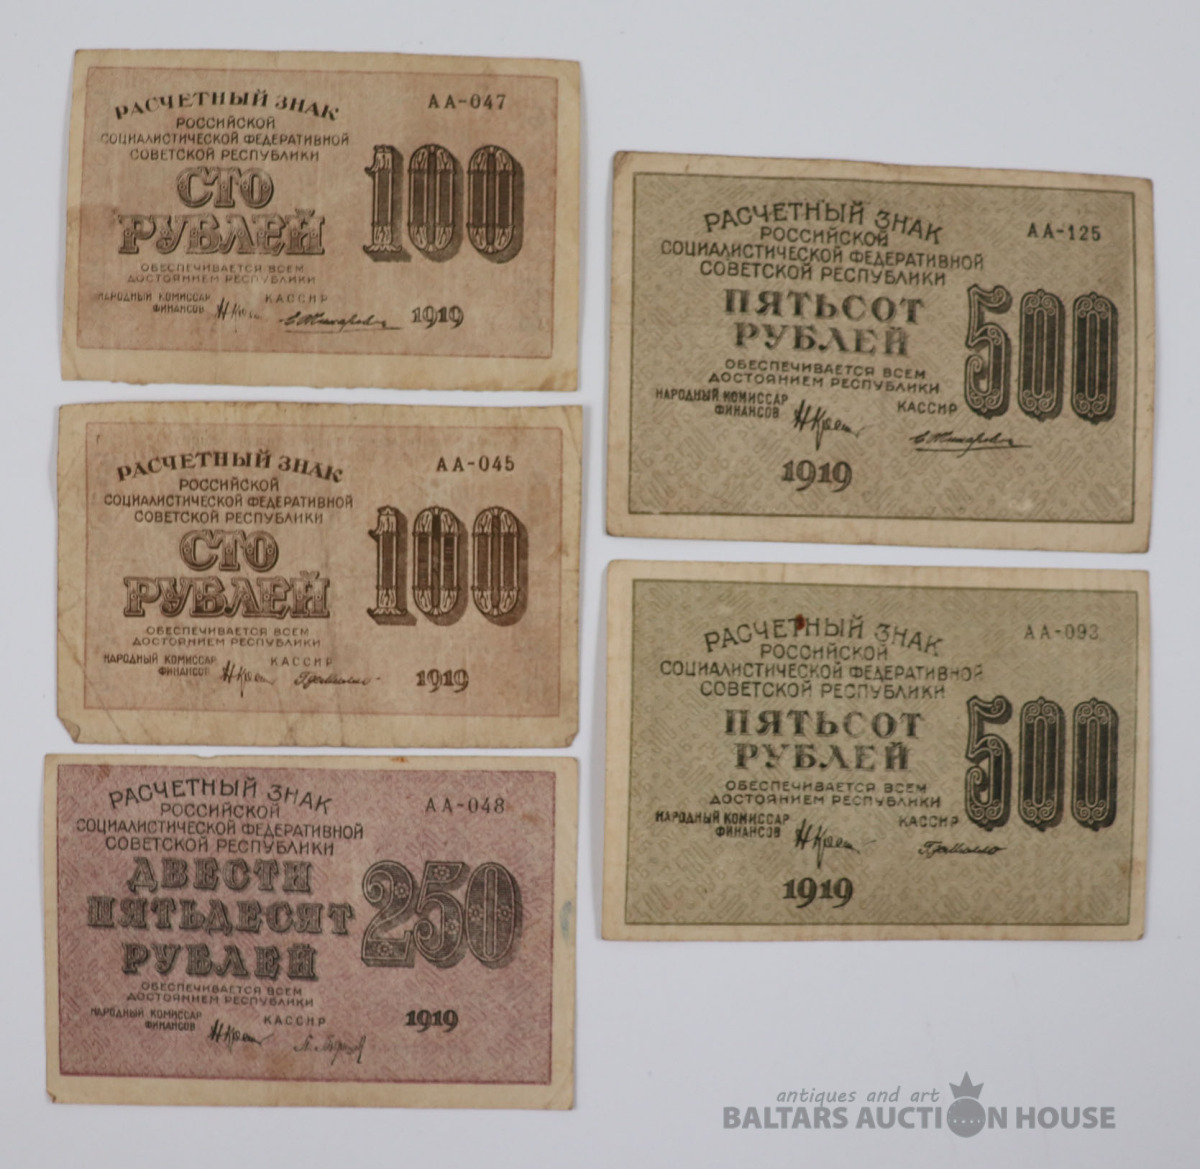 РАСЧЕТНЫЙ ЗНАК
АА-047
РОССИЙСКОЙ
СОЦИАЛИСТИЧЕСКОЙ ФЕДЕРАТИВНОЙ
СОВЕТСКОЙ РЕСПУБЛИКИ
СТО
РУБЛЕЙ
100
ОБЕСПЕЧИВАЕТСЯ ВСЕМ
ДОСТОЯНИЕМ РЕСПУБЛИКИ
НАРОДНЫЙ КОМИССАР
ФИНАНСОВ
КАССИР
1919
РАСЧЕТНЫЙ ЗНАК
АА-045
РОССИЙСКОЙ
СОЦИАЛИСТИЧЕСКОЙ ФЕДЕРАТИВНОЙ
СОВЕТСКОЙ РЕСПУБЛИКИ
СТО
РУБЛЕЙ
100
ОБЕСПЕЧИВАЕТСЯ ВСЕМ
ДОСТОЯНИЕМ РЕСПУБЛИКИ
НАРОДНЫЙ КОМИССАР
ФИНАНСОВ
КАССИР
1919
РАСЧЕТНЫЙ ЗНАК
АА-048
РОССИЙСКОЙ
СОЦИАЛИСТИЧЕСКОЙ ФЕДЕРАТИВНОЙ
СОВЕТСКОЙ РЕСПУБЛИКИ
ДВЕСТИ
ПЯТЬДЕСЯТ
РУБЛЕЙ
250
ОБЕСПЕЧИВАЕТСЯ ВСЕМ
ДОСТОЯНИЕМ РЕСПУБЛИКИ
НАРОДНЫЙ КОМИССАР
ФИНАНСОВ
КАССИР
1919
РАСЧЕТНЫЙ ЗНАК
АА-125
РОССИЙСКОЙ
СОЦИАЛИСТИЧЕСКОЙ ФЕДЕРАТИВНОЙ
СОВЕТСКОЙ РЕСПУБЛИКИ
ПЯТЬСОТ
РУБЛЕЙ
500
ОБЕСПЕЧИВАЕТСЯ ВСЕМ
ДОСТОЯНИЕМ РЕСПУБЛИКИ
НАРОДНЫЙ КОМИССАР
ФИНАНСОВ
КАССИР
1919
РАСЧЕТНЫЙ ЗНАК
АА-093
РОССИЙСКОЙ
СОЦИАЛИСТИЧЕСКОЙ ФЕДЕРАТИВНОЙ
СОВЕТСКОЙ РЕСПУБЛИКИ
ПЯТЬСОТ
РУБЛЕЙ
500
ОБЕСПЕЧИВАЕТСЯ ВСЕМ
ДОСТОЯНИЕМ РЕСПУБЛИКИ
НАРОДНЫЙ КОМИССАР
ФИНАНСОВ
КАССИР
1919
antiques and art
BALTARS AUCTION HOUSE